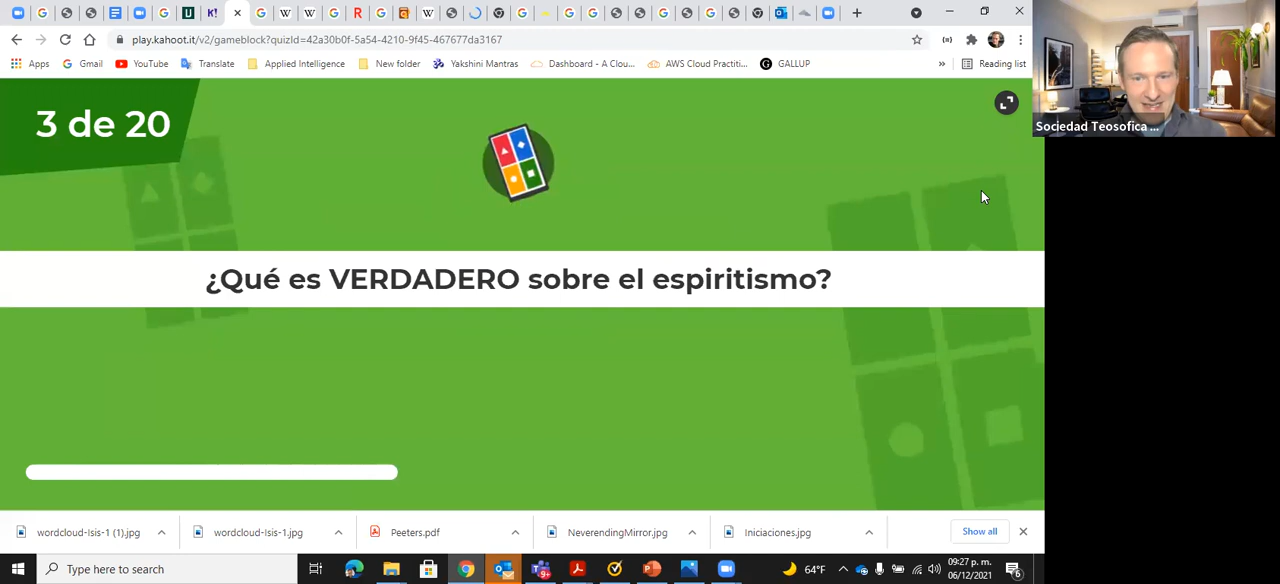 play.kahoot.it/v2/gameblock?quizId=42a30b0f-5a54-4210-9f45-467677da3167
Apps
Gmail
YouTube
Translate
Applied Intelligence
New folder
Yakshini Mantras
Dashboard - A Clou...
AWS Cloud Practiti...
GALLUP
»
Reading list
Sociedad Teosofica ...
3 de 20
¿Qué es VERDADERO sobre el espiritismo?
wordcloud-Isis-1 (1).jpg
wordcloud-Isis-1.jpg
Peeters.pdf
NeverendingMirror.jpg
Iniciaciones.jpg
Show all
Type here to search
64°F
09:27 p. m.
06/12/2021